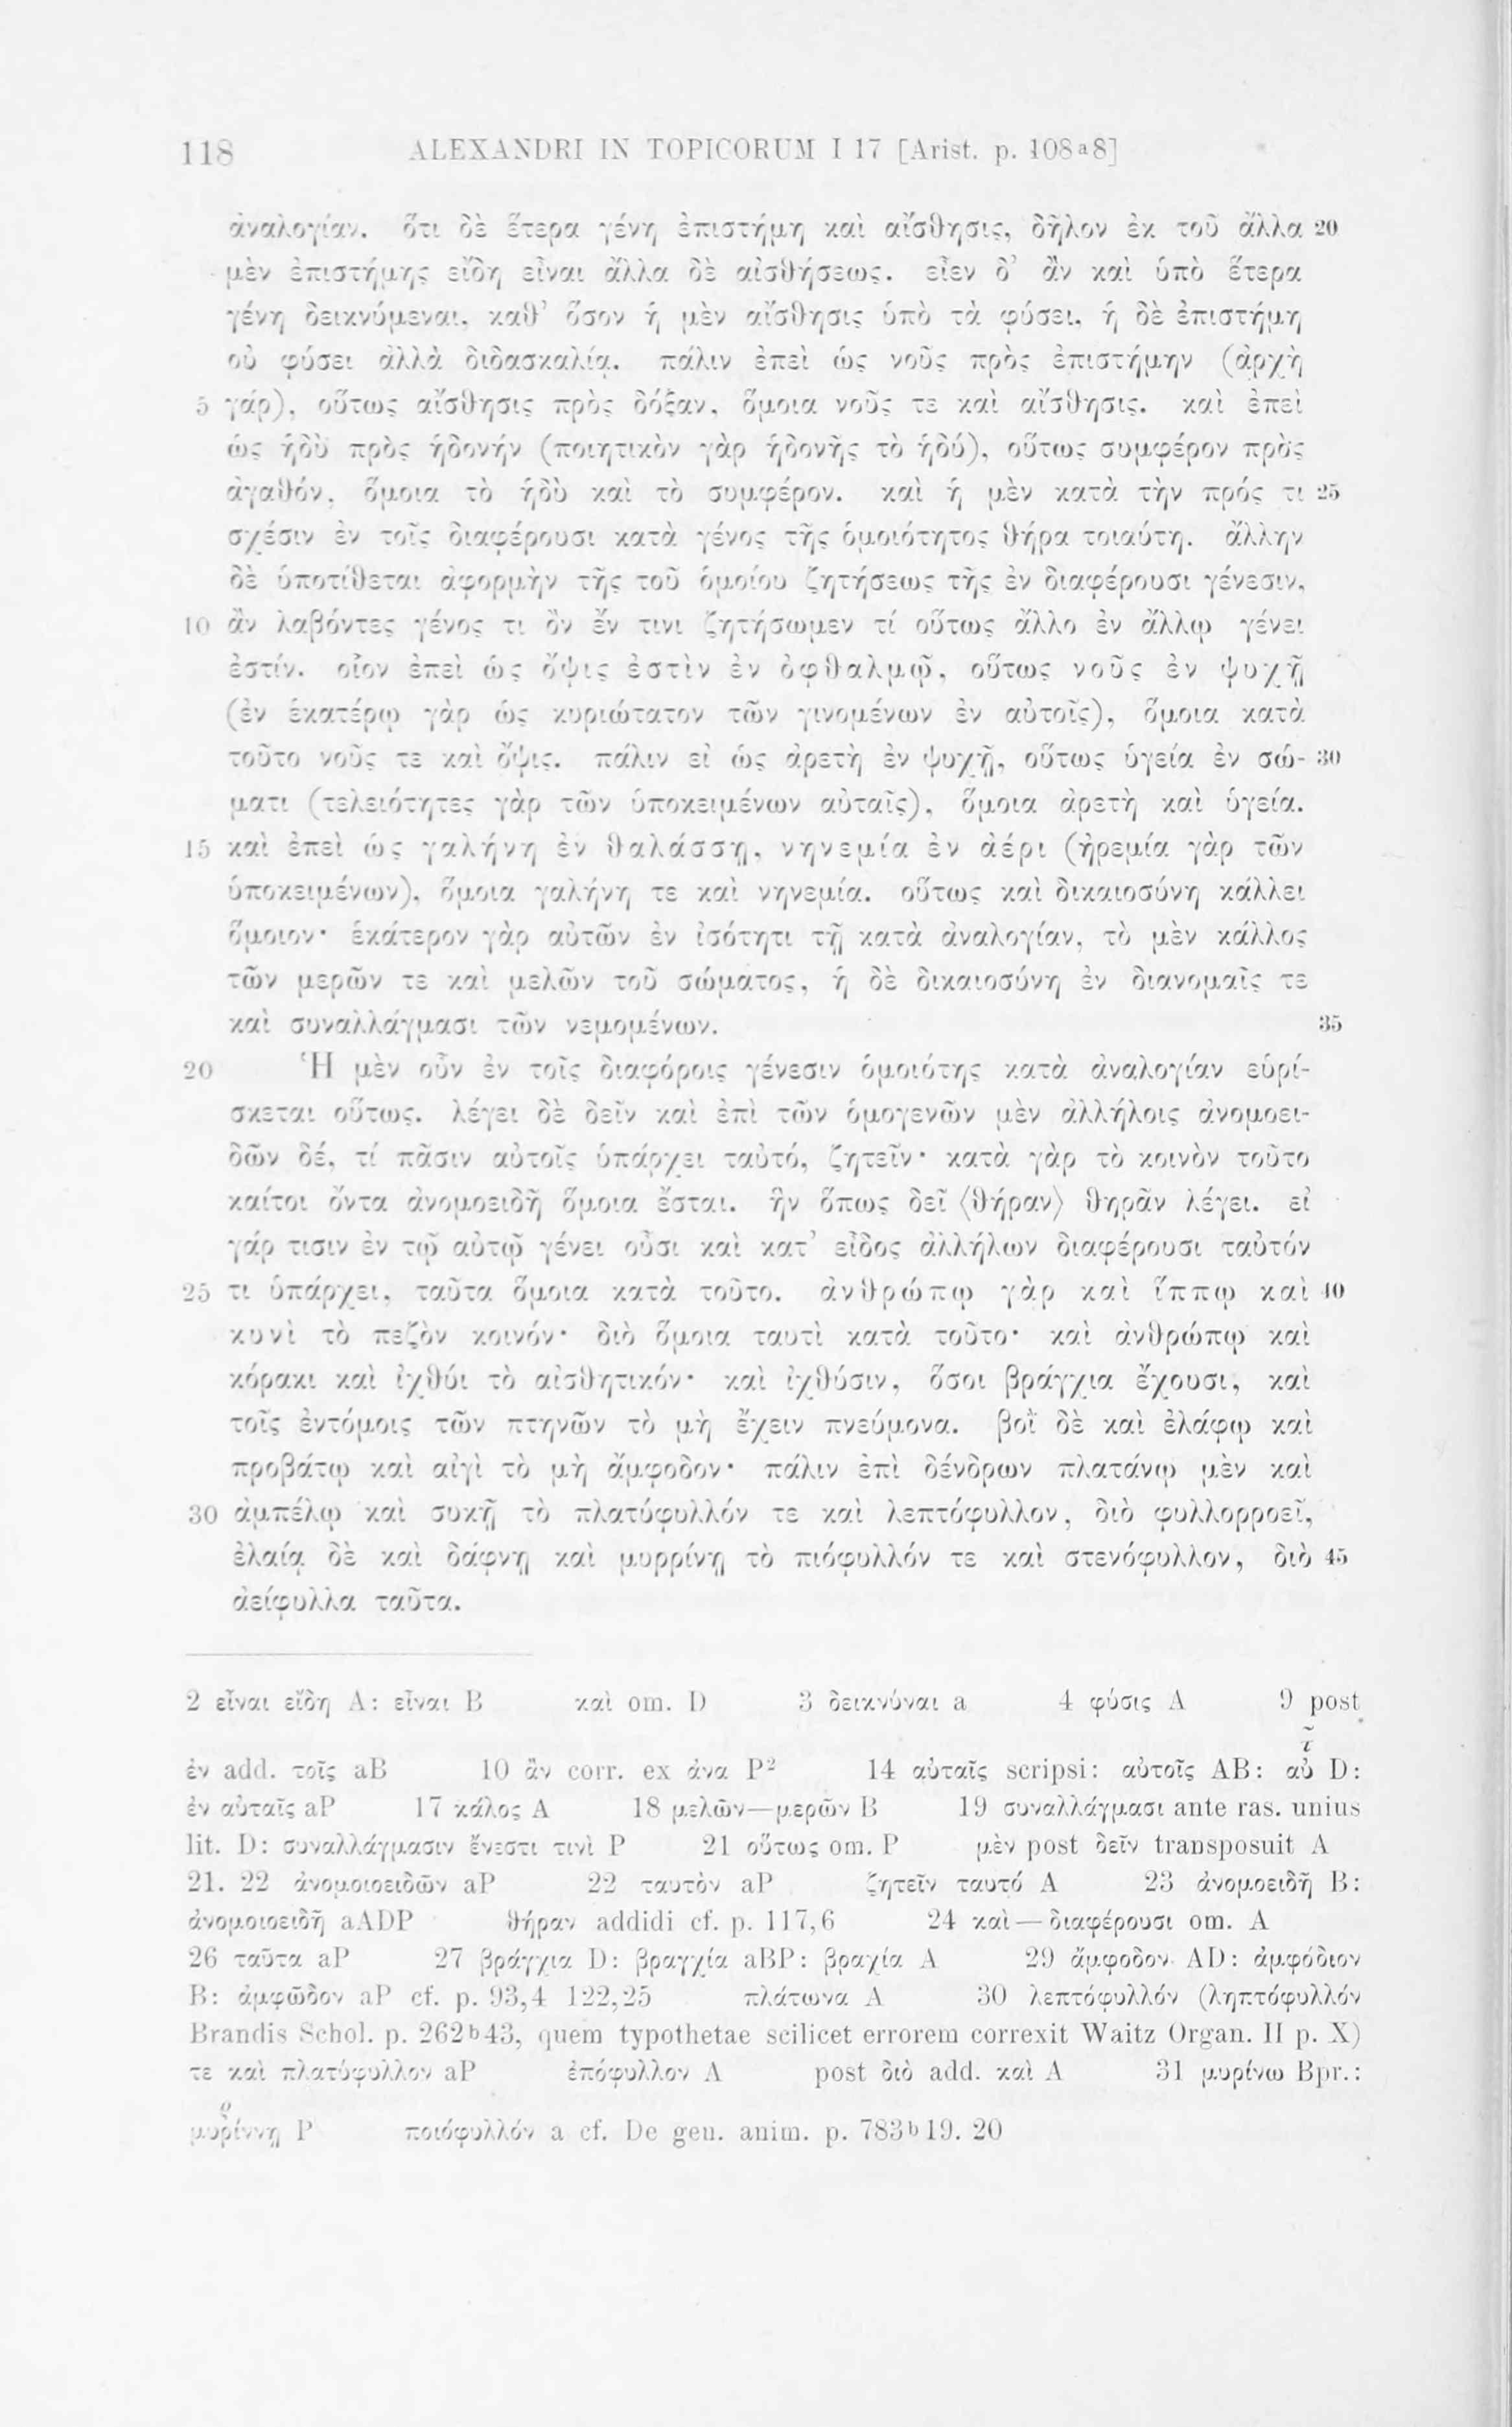 118 ALEXANDRI IN TOPICORUM I 17 [Arist. p. 108a8]
ἀναλογίαν. ὅτι δὲ ἕτερα γένη ἐπιστήμη καὶ αἴσθησις, δῆλον ἐκ τοῦ ἄλλα 20
μὲν ἐπιστήμης εἴδη εἶναι ἄλλα δὲ αἰσθήσεως. εἶεν δ’ ἂν καὶ ὑπὸ ἕτερα
γένη δεικνύμεναι, καθ’ ὅσον ἡ μὲν αἴσθησις ὑπὸ τὰ φύσει, ἡ δὲ ἐπιστήμη
οὐ φύσει ἀλλὰ διδασκαλίᾳ. πάλιν ἐπεὶ ὡς νοῦς πρὸς ἐπιστήμην (ἀρχὴ
5 γάρ), οὕτως αἴσθησις πρὸς δόξαν, ὅμοια νοῦς τε καὶ αἴσθησις. καὶ ἐπεὶ
ὡς ἡδὺ πρὸς ἡδονήν (ποιητικὸν γὰρ ἡδονῆς τὸ ἡδύ), οὕτως συμφέρον πρὸς
ἀγαθόν, ὅμοια τὸ ἡδὺ καὶ τὸ συμφέρον. καὶ ἡ μὲν κατὰ τὴν πρός τι 25
σχέσιν ἐν τοῖς διαφέρουσι κατὰ γένος τῆς ὁμοιότητος θήρα τοιαύτη. ἄλλην
δὲ ὑποτίθεται ἀφορμὴν τῆς τοῦ ὁμοίου ζητήσεως τῆς ἐν διαφέρουσι γένεσιν,
10 ἂν λαβόντες γένος τι ὂν ἔν τινι ζητήσωμεν τί οὕτως ἄλλο ἐν ἄλλῳ γένει
ἐστίν. οἷον ἐπεὶ ὡς ὄψις ἐστὶν ἐν ὀφθαλμῷ, οὕτως νοῦς ἐν ψυχῇ
(ἐν ἑκατέρῳ γὰρ ὡς κυριώτατον τῶν γινομένων ἐν αὐτοῖς), ὅμοια κατὰ
τοῦτο νοῦς τε καὶ ὄψις. πάλιν εἰ ὡς ἀρετὴ ἐν ψυχῇ, οὕτως ὑγεία ἐν σώ- 30
ματι (τελειότητες γὰρ τῶν ὑποκειμένων αὐταῖς), ὅμοια ἀρετὴ καὶ ὑγεία.
15 καὶ ἐπεὶ ὡς γαλήνη ἐν θαλάσσῃ, νηνεμία ἐν ἀέρι (ἠρεμία γὰρ τῶν
ὑποκειμένων), ὅμοια γαλήνη τε καὶ νηνεμία. οὕτως καὶ δικαιοσύνη κάλλει
ὅμοιον· ἑκάτερον γὰρ αὐτῶν ἐν ἰσότητι τῇ κατὰ ἀναλογίαν, τὸ μὲν κάλλος
τῶν μερῶν τε καὶ μελῶν τοῦ σώματος, ἡ δὲ δικαιοσύνη ἐν διανομαῖς τε
καὶ συναλλάγμασι τῶν νεμομένων. 35
20 Ἡ μὲν οὖν ἐν τοῖς διαφόροις γένεσιν ὁμοιότης κατὰ ἀναλογίαν εὑρί-
σκεται οὕτως. λέγει δὲ δεῖν καὶ ἐπὶ τῶν ὁμογενῶν μὲν ἀλλήλοις ἀνομοει-
δῶν δέ, τί πᾶσιν αὐτοῖς ὑπάρχει ταὐτό, ζητεῖν· κατὰ γὰρ τὸ κοινὸν τοῦτο
καίτοι ὄντα ἀνομοειδῆ ὅμοια ἔσται. ἣν ὅπως δεῖ ⟨θήραν⟩ θηρᾶν λέγει. εἰ
γάρ τισιν ἐν τῷ αὐτῷ γένει οὖσι καὶ κατ’ εἶδος ἀλλήλων διαφέρουσι ταὐτόν
25 τι ὑπάρχει, ταῦτα ὅμοια κατὰ τοῦτο. ἀνθρώπῳ γὰρ καὶ ἵππῳ καὶ 40
κυνὶ τὸ πεζὸν κοινόν· διὸ ὅμοια ταυτὶ κατὰ τοῦτο· καὶ ἀνθρώπῳ καὶ
κόρακι καὶ ἰχθύι τὸ αἰσθητικόν· καὶ ἰχθύσιν, ὅσοι βράγχια ἔχουσι, καὶ
τοῖς ἐντόμοις τῶν πτηνῶν τὸ μὴ ἔχειν πνεύμονα. βοῒ δὲ καὶ ἐλάφῳ καὶ
προβάτῳ καὶ αἰγὶ τὸ μὴ ἄμφοδον· πάλιν ἐπὶ δένδρων πλατάνῳ μὲν καὶ
30 ἀμπέλῳ καὶ συκῇ τὸ πλατύφυλλόν τε καὶ λεπτόφυλλον, διὸ φυλλορροεῖ,
ἐλαίᾳ δὲ καὶ δάφνῃ καὶ μυρρίνῃ τὸ πιόφυλλόν τε καὶ στενόφυλλον, διὸ 45
ἀείφυλλα ταῦτα.
2 εἶναι εἴδη A: εἶναι B καὶ om. D 3 δεικνύναι a 4 φύσις A 9 post
ἐν add. τοῖς aB 10 ἂν corr. ex ἀνα P² 14 αὐταῖς scripsi: αὐτοῖς AB: αὐτ͂ D:
ἐν αὐταῖς aP 17 κάλος A 18 μελῶν—μερῶν B 19 συναλλάγμασι ante ras. unius
lit. D: συναλλάγμασιν ἔνεστι τινὶ P 21 οὕτως om. P μὲν post δεῖν transposuit A
21. 22 ἀνομοιοειδῶν aP 22 ταυτὸν aP ζητεῖν ταυτό A 23 ἀνομοειδῆ B:
ἀνομοιοειδῆ aADP θήραν addidi cf. p. 117,6 24 καὶ—διαφέρουσι om. A
26 ταῦτα aP 27 βράγχια D: βραγχία aBP: βραχία A 29 ἄμφοδον AD: ἀμφόδιον
B: ἀμφῶδον aP cf. p. 93,4 122,25 πλάτωνα A 30 λεπτόφυλλόν (ληπτόφυλλόν
Brandis Schol. p. 262b43, quem typothetae scilicet errorem correxit Waitz Organ. II p. X)
τε καὶ πλατύφυλλον aP ἐπόφυλλον A post διὸ add. καὶ A 31 μυρίνω Bpr.:
μυρίννῃ P ποιόφυλλόν a cf. De gen. anim. p. 783b19. 20